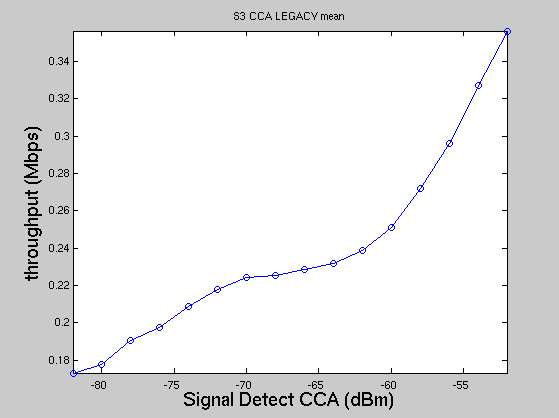 S3 CCA LEGACY mean
throughput (Mbps)
0.34
0.32
0.3
0.28
0.26
0.24
0.22
0.2
0.18
-80 -75 -70 -65 -60 -55
Signal Detect CCA (dBm)